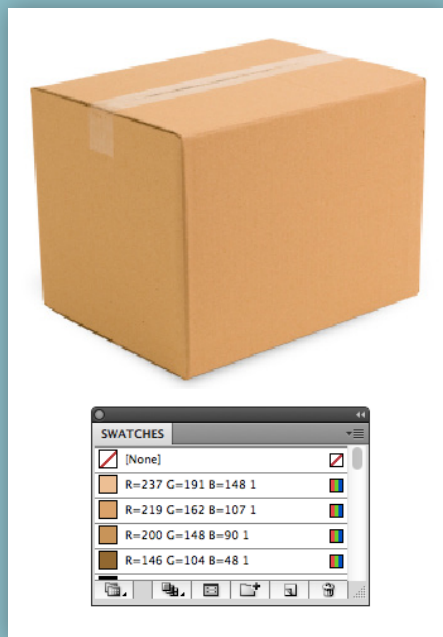 SWATCHES
[None]
R=237 G=191 B=148 1
R=219 G=162 B=107 1
R=200 G=148 B=90 1
R=146 G=104 B=48 1